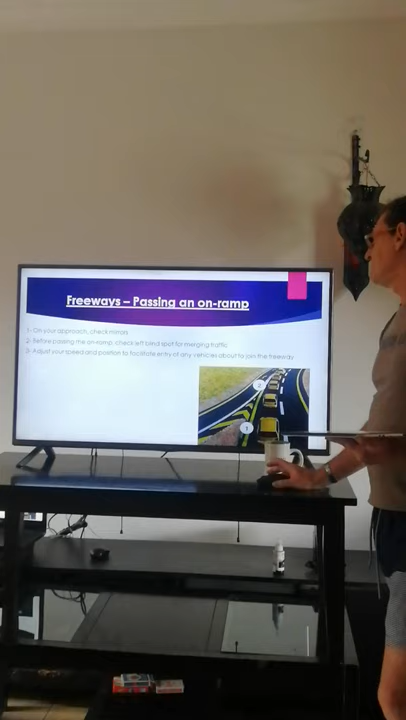 Freeways – Passing an on-ramp
1- On your approach, check mirrors
2- Before passing the on-ramp, check left blind spot for merging traffic
3- Adjust your speed and position to facilitate entry of any vehicles about to join the freeway
2
1